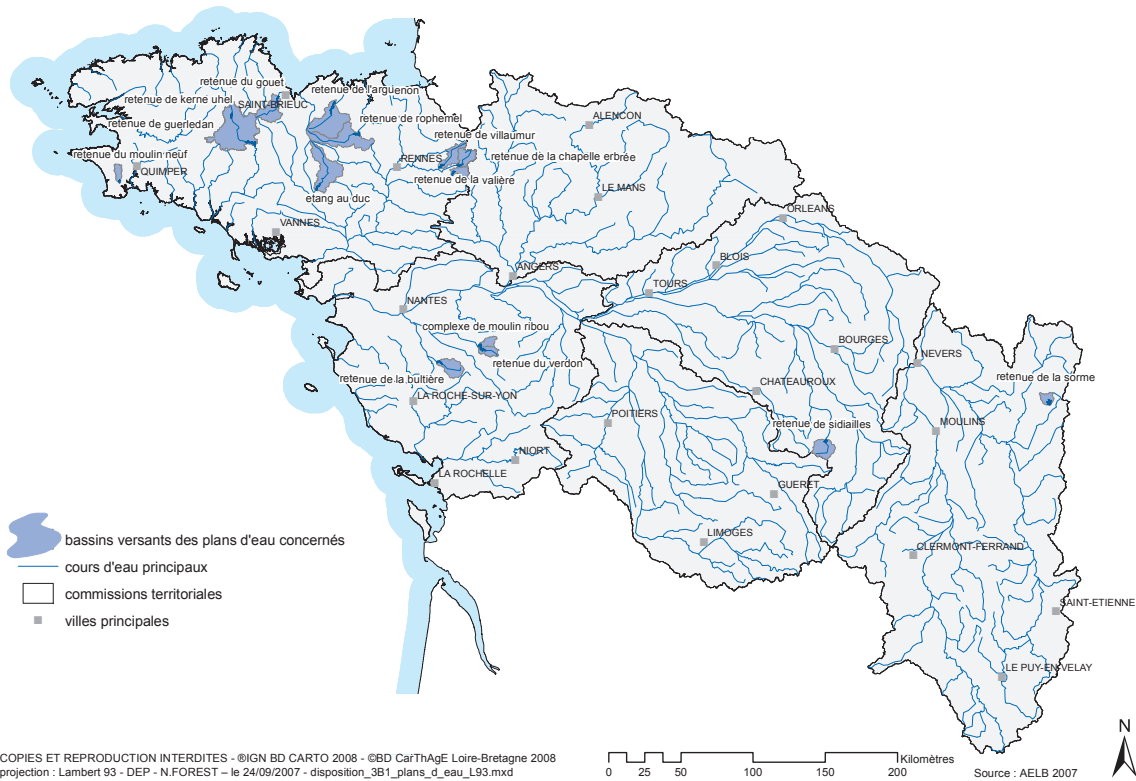 retenue du gouet
retenue de l'arguenon
retenue de kerne uhel
SAINT-BRIEUC
retenue de guerledan
retenue de rophemel
ALENCON
retenue de villaumur
retenue du moulin neuf
RENNES
retenue de la chapelle erbrée
QUIMPER
retenue de la valière
LE MANS
etang au duc
ORLEANS
VANNES
BLOIS
ANGERS
TOURS
NANTES
complexe de moulin ribou
BOURGES
retenue du verdon
NEVERS
retenue de la bultière
CHATEAUROUX
retenue de la sorme
LA ROCHE-SUR-YON
POITIERS
retenue de sidiailles
MOULINS
NIORT
LA ROCHELLE
GUERET
LIMOGES
CLERMONT-FERRAND
SAINT-ETIENNE
LE PUY-EN-VELAY
bassins versants des plans d'eau concernés
cours d'eau principaux
commissions territoriales
villes principales
N
COPIES ET REPRODUCTION INTERDITES - ®IGN BD CARTO 2008 - ©BD CarThAgE Loire-Bretagne 2008
projection : Lambert 93 - DEP - N.FOREST – le 24/09/2007 - disposition_3B1_plans_d_eau_L93.mxd
Kilomètres
0 25 50 100 150 200
Source : AELB 2007